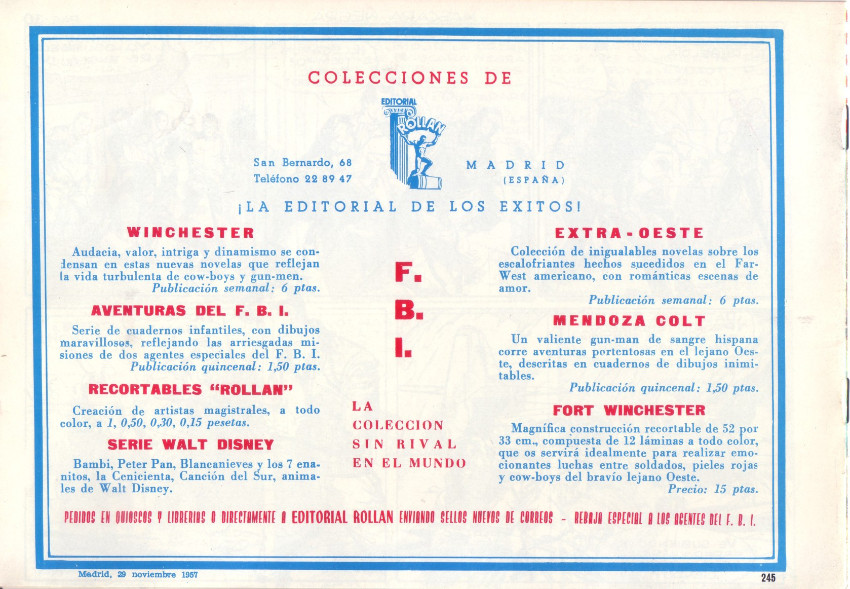 COLECCIONES DE
EDITORIAL
ROLLAN
San Bernardo, 68
Teléfono 22 89 47
MADRID
(ESPAÑA)
¡LA EDITORIAL DE LOS EXITOS!
WINCHESTER
Audacia, valor, intriga y dinamismo se con-
densan en estas nuevas novelas que reflejan
la vida turbulenta de cow-boys y gun-men.
Publicación semanal: 6 ptas.
AVENTURAS DEL F. B. I.
Serie de cuadernos infantiles, con dibujos
maravillosos, reflejando las arriesgadas mi-
siones de dos agentes especiales del F. B. I.
Publicación quincenal: 1,50 ptas.
RECORTABLES "ROLLAN"
Creación de artistas magistrales, a todo
color, a 1, 0,50, 0,30, 0,15 pesetas.
SERIE WALT DISNEY
Bambi, Peter Pan, Blancanieves y los 7 ena-
nitos, la Cenicienta, Canción del Sur, anima-
les de Walt Disney.
F.
B.
I.
LA
COLECCION
SIN RIVAL
EN EL MUNDO
EXTRA-OESTE
Colección de inigualables novelas sobre los
escalofriantes hechos sucedidos en el Far-
West americano, con románticas escenas de
amor.
Publicación semanal: 6 ptas.
MENDOZA COLT
Un valiente gun-man de sangre hispana
corre aventuras portentosas en el lejano Oes-
te, descritas en cuadernos de dibujos inimi-
tables.
Publicación quincenal: 1,50 ptas.
FORT WINCHESTER
Magnífica construcción recortable de 52 por
33 cm., compuesta de 12 láminas a todo color,
que os servirá idealmente para realizar emo-
cionantes luchas entre soldados, pieles rojas
y cow-boys del bravío lejano Oeste.
Precio: 15 ptas.
PEDIDOS EN QUIOSCOS Y LIBRERIAS O DIRECTAMENTE A EDITORIAL ROLLAN ENVIANDO SELLOS NUEVOS DE CORREOS - REBAJA ESPECIAL A LOS AGENTES DEL F. B. I.
Madrid, 29 noviembre 1957
245